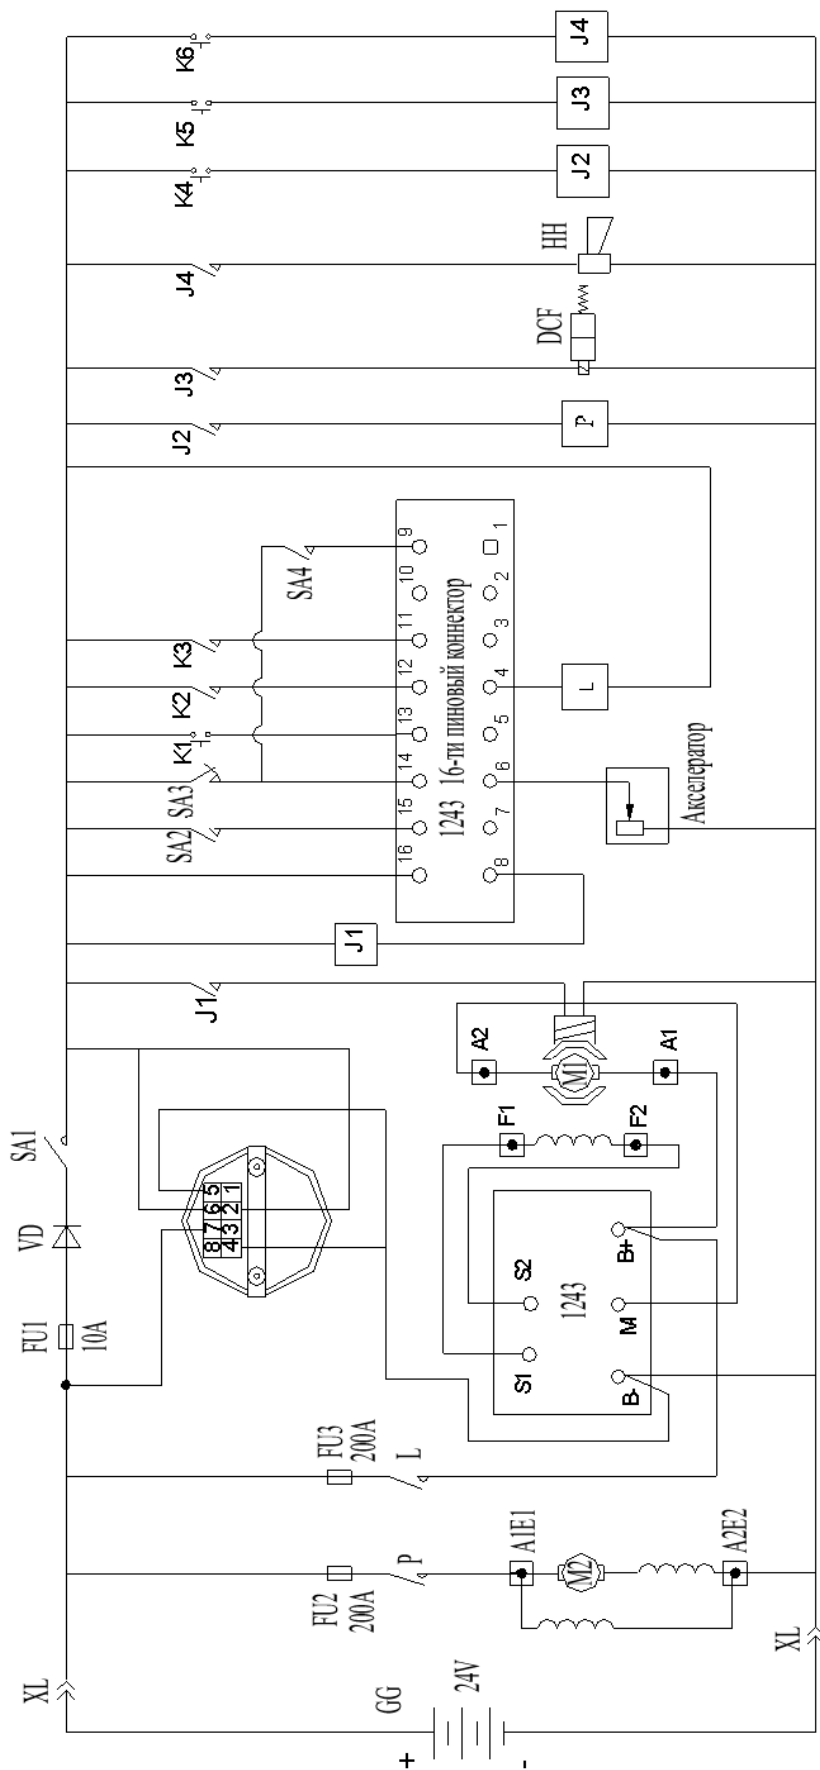 K6
J4
K5
J3
K4
J2
J4
HH
J3
DCF
J2
P
SA4
9
1
10
2
K3
11
3
K2
12
4
L
K1
13
5
SA3
14
6
Акселератор
SA2
15
7
16
8
1243 16-ти пиновый коннектор
J1
J1
A2
M1
A1
SA1
F1
F2
VD
5 6 7 8
1 2 3 4
FU1
10A
S2
B+
1243
M
S1
B-
FU3
200A
L
FU2
200A
P
A1E1
M2
A2E2
XL
XL
GG
24V
+
-